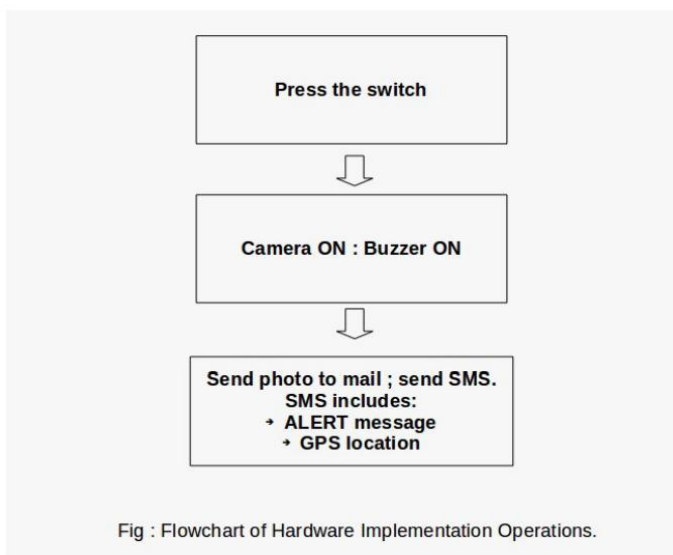 Press the switch
Camera ON : Buzzer ON
Send photo to mail ; send SMS.
SMS includes:
➔ ALERT message
➔ GPS location
Fig : Flowchart of Hardware Implementation Operations.